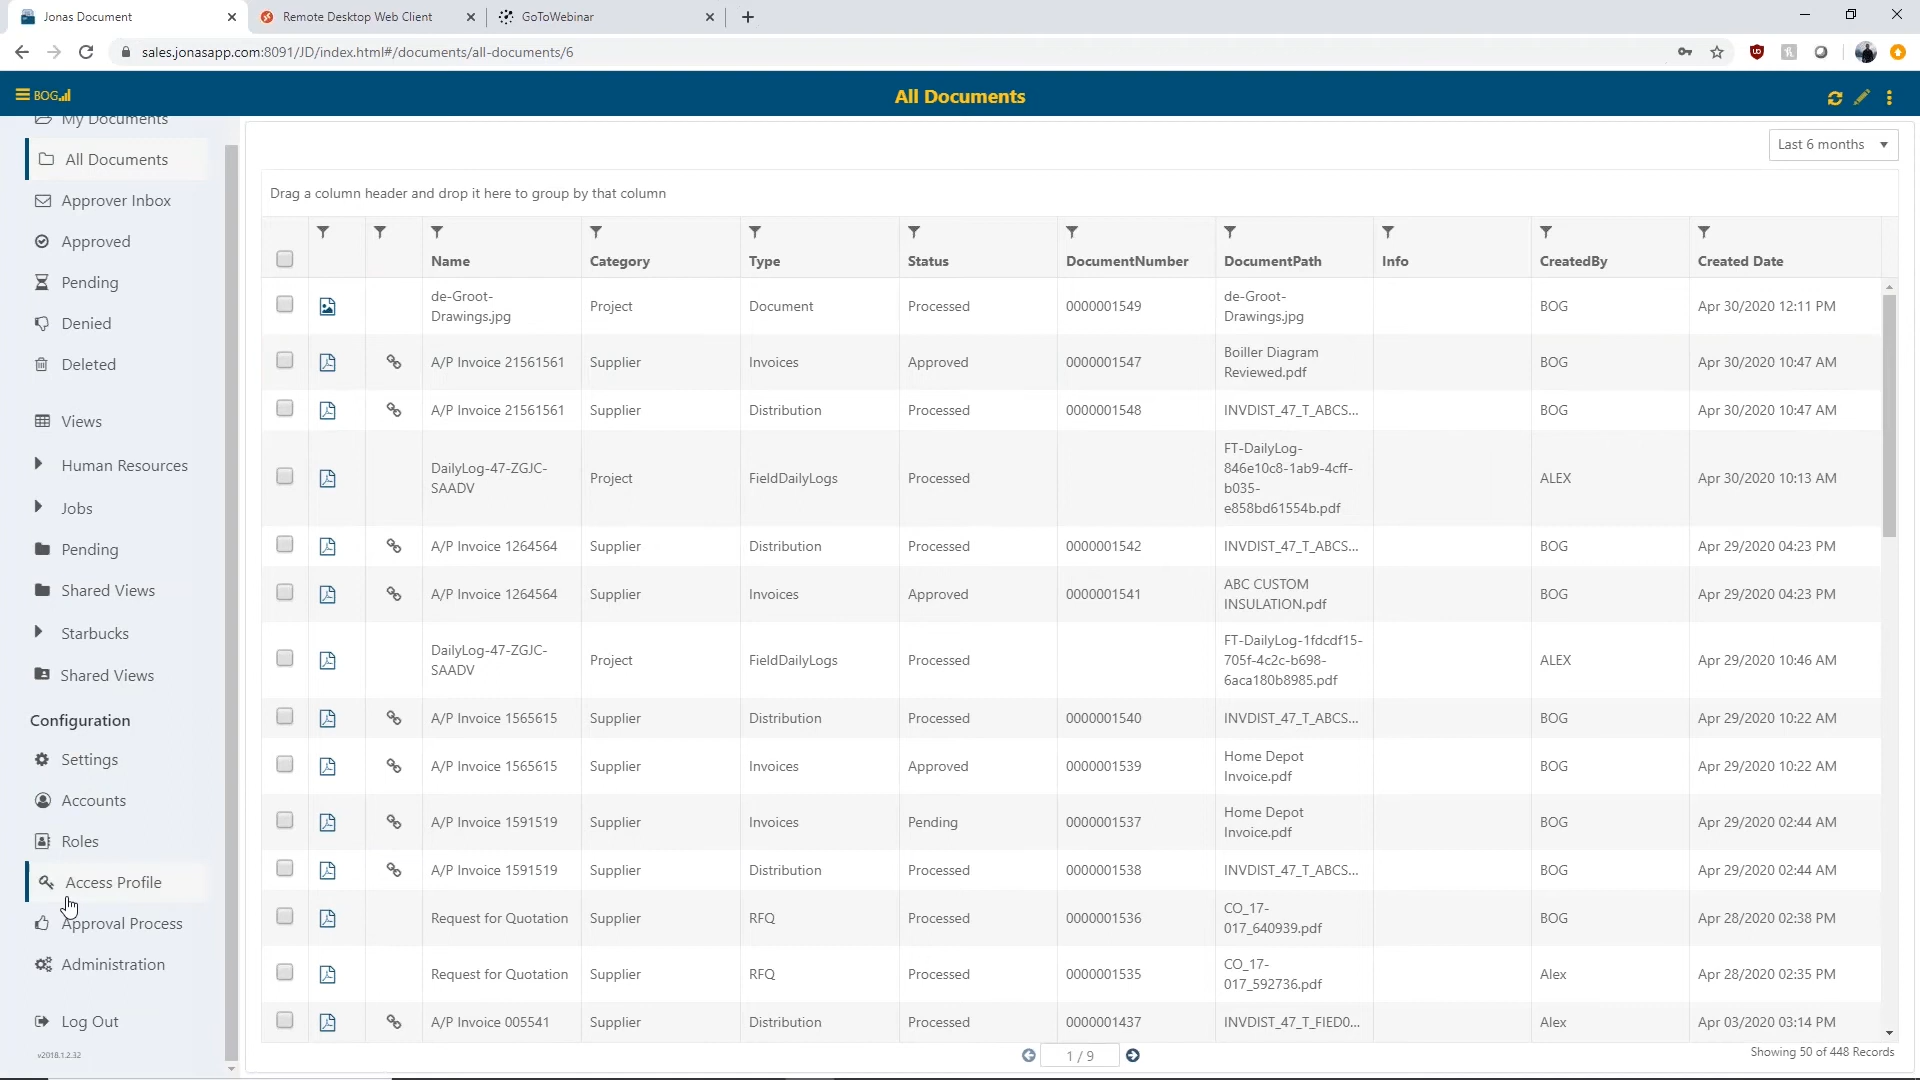 Jonas Document
Remote Desktop Web Client
GoToWebinar
sales.jonasapp.com:8091/JD/index.html#/documents/all-documents/6
BOG
All Documents
My Documents
All Documents
Approver Inbox
Approved
Pending
Denied
Deleted
Views
Human Resources
Jobs
Pending
Shared Views
Starbucks
Shared Views
Configuration
Settings
Accounts
Roles
Access Profile
Approval Process
Administration
Log Out
v2018.1.2.32
Last 6 months
Drag a column header and drop it here to group by that column
Name Category Type Status DocumentNumber DocumentPath Info CreatedBy Created Date
de-Groot-
Drawings.jpg
Project Document Processed 0000001549
de-Groot-
Drawings.jpg
BOG Apr 30/2020 12:11 PM
A/P Invoice 21561561 Supplier Invoices Approved 0000001547
Boiller Diagram
Reviewed.pdf
BOG Apr 30/2020 10:47 AM
A/P Invoice 21561561 Supplier Distribution Processed 0000001548 INVDIST_47_T_ABCS... BOG Apr 30/2020 10:47 AM
DailyLog-47-ZGJC-
SAADV
Project FieldDailyLogs Processed
FT-DailyLog-
846e10c8-1ab9-4cff-
b035-
e858bd61554b.pdf
ALEX Apr 30/2020 10:13 AM
A/P Invoice 1264564 Supplier Distribution Processed 0000001542 INVDIST_47_T_ABCS... BOG Apr 29/2020 04:23 PM
A/P Invoice 1264564 Supplier Invoices Approved 0000001541
ABC CUSTOM
INSULATION.pdf
BOG Apr 29/2020 04:23 PM
DailyLog-47-ZGJC-
SAADV
Project FieldDailyLogs Processed
FT-DailyLog-1fdcdf15-
705f-4c2c-b698-
6aca180b8985.pdf
ALEX Apr 29/2020 10:46 AM
A/P Invoice 1565615 Supplier Distribution Processed 0000001540 INVDIST_47_T_ABCS... BOG Apr 29/2020 10:22 AM
A/P Invoice 1565615 Supplier Invoices Approved 0000001539
Home Depot
Invoice.pdf
BOG Apr 29/2020 10:22 AM
A/P Invoice 1591519 Supplier Invoices Pending 0000001537
Home Depot
Invoice.pdf
BOG Apr 29/2020 02:44 AM
A/P Invoice 1591519 Supplier Distribution Processed 0000001538 INVDIST_47_T_ABCS... BOG Apr 29/2020 02:44 AM
Request for Quotation Supplier RFQ Processed 0000001536
CO_17-
017_640939.pdf
BOG Apr 28/2020 02:38 PM
Request for Quotation Supplier RFQ Processed 0000001535
CO_17-
017_592736.pdf
Alex Apr 28/2020 02:35 PM
A/P Invoice 005541 Supplier Distribution Processed 0000001437 INVDIST_47_T_FIED0... Alex Apr 03/2020 03:14 PM
1 / 9
Showing 50 of 448 Records